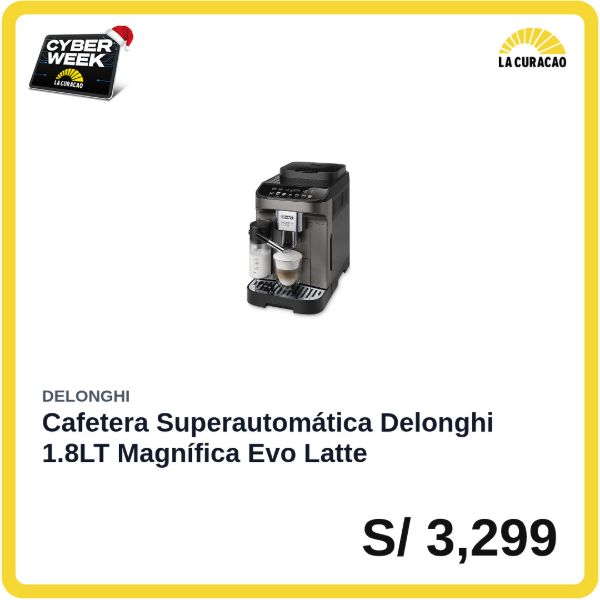 CYBER
WEEK
LA CURACAO
LA CURACAO
DELONGHI
Cafetera Superautomática Delonghi
1.8LT Magnífica Evo Latte
S/ 3,299